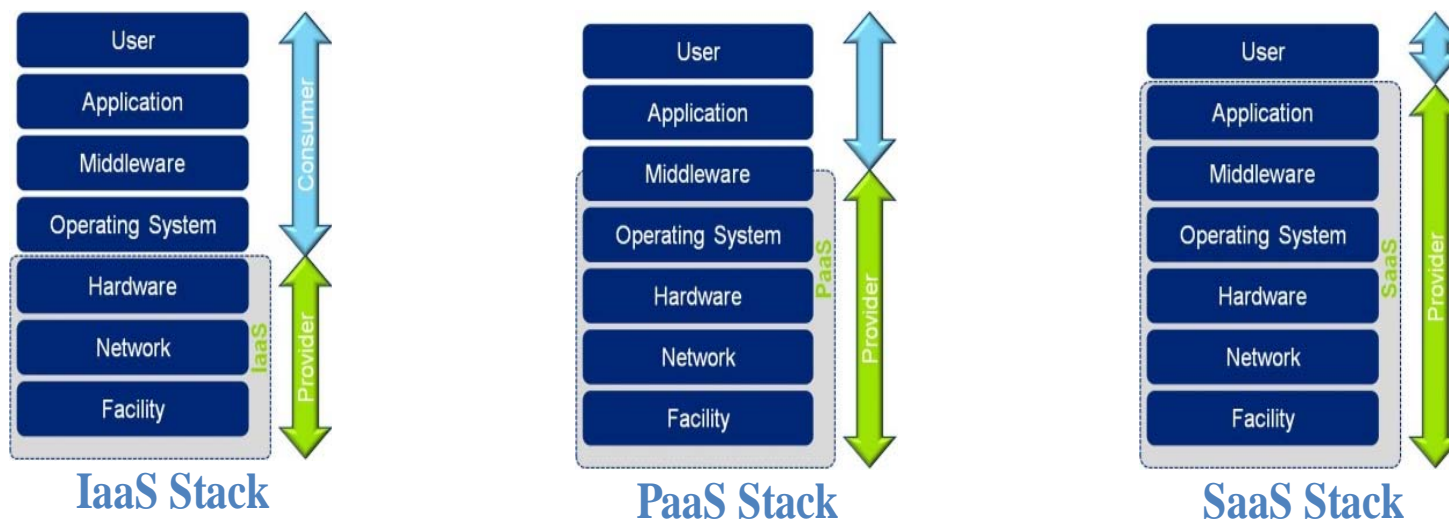 User
Application
Middleware
Operating System
Hardware
Network
Facility
IaaS
Consumer
Provider
IaaS Stack
User
Application
Middleware
Operating System
Hardware
Network
Facility
PaaS
Provider
PaaS Stack
User
Application
Middleware
Operating System
Hardware
Network
Facility
SaaS
Provider
SaaS Stack